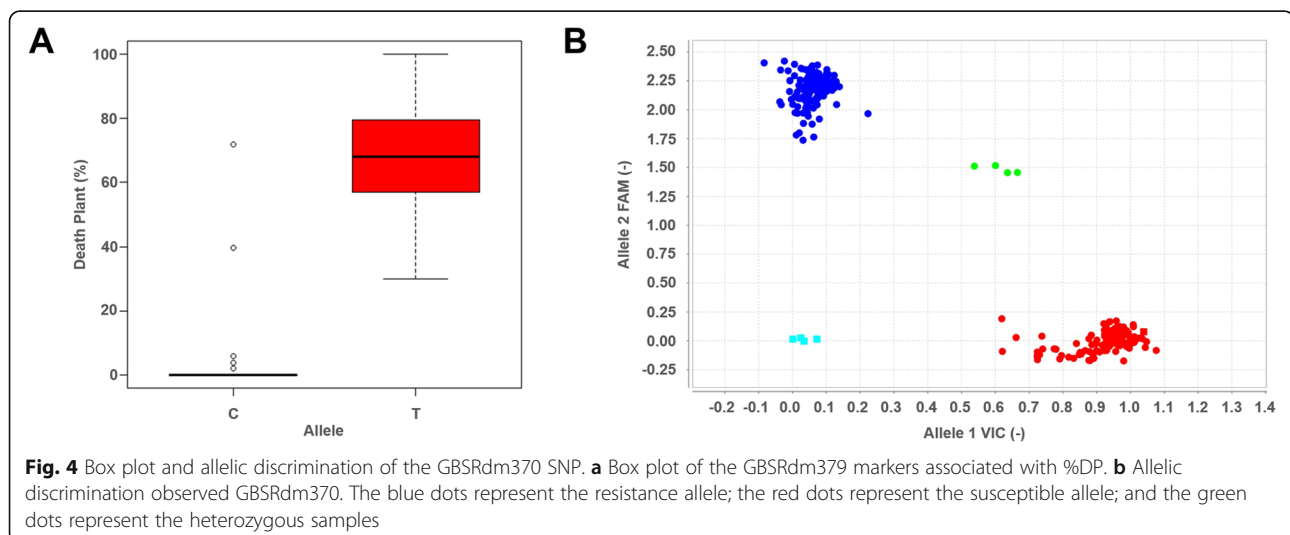 A
B
100
80
60
40
20
0
Death Plant (%)
C
T
Allele
2.50
2.25
2.00
1.75
1.50
1.25
1.00
0.75
0.50
0.25
0.00
-0.25
Allele 2 FAM (-)
-0.2 -0.1 0.0 0.1 0.2 0.3 0.4 0.5 0.6 0.7 0.8 0.9 1.0 1.1 1.2 1.3 1.4
Allele 1 VIC (-)
Fig. 4 Box plot and allelic discrimination of the GBSRdm370 SNP. a Box plot of the GBSRdm379 markers associated with %DP. b Allelic
discrimination observed GBSRdm370. The blue dots represent the resistance allele; the red dots represent the susceptible allele; and the green
dots represent the heterozygous samples